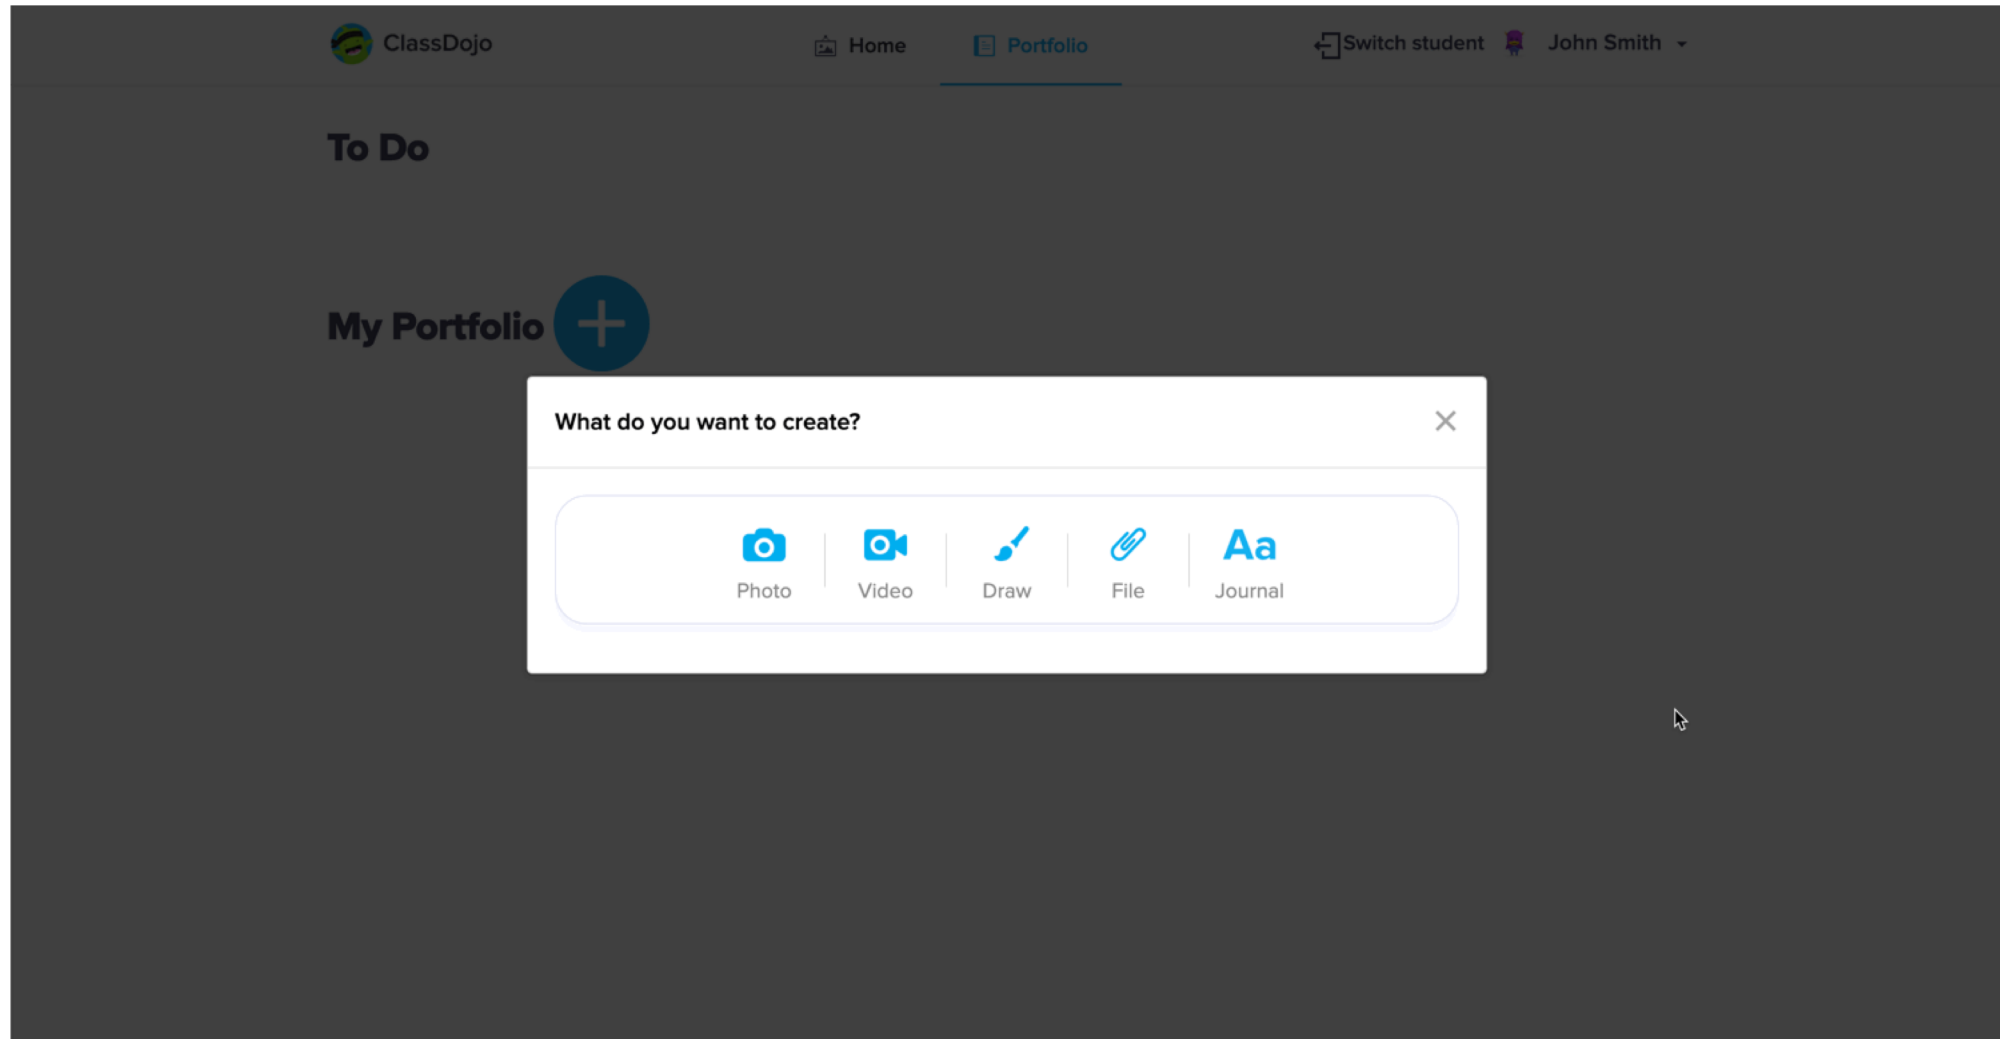 ClassDojo
Home
Portfolio
Switch student
John Smith
To Do
My Portfolio
What do you want to create?
Photo
Video
Draw
File
Aa
Journal